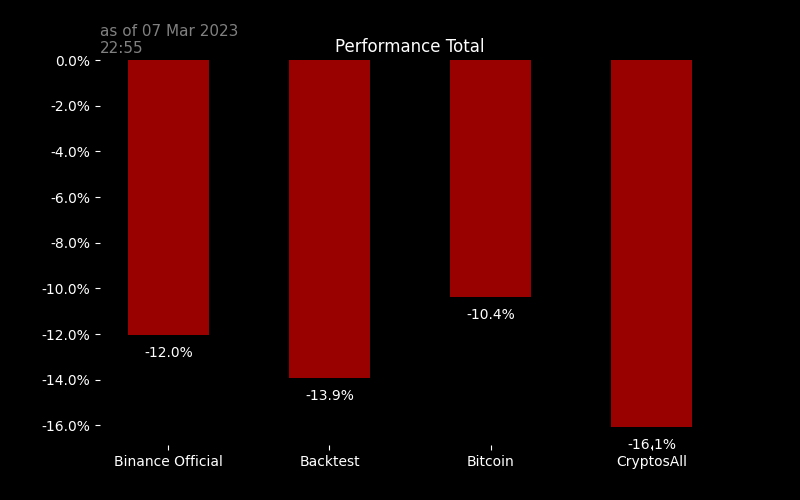 as of 07 Mar 2023
22:55
Performance Total
0.0%
-2.0%
-4.0%
-6.0%
-8.0%
-10.0%
-12.0%
-14.0%
-16.0%
-12.0%
-13.9%
-10.4%
-16.1%
Binance Official
Backtest
Bitcoin
CryptosAll